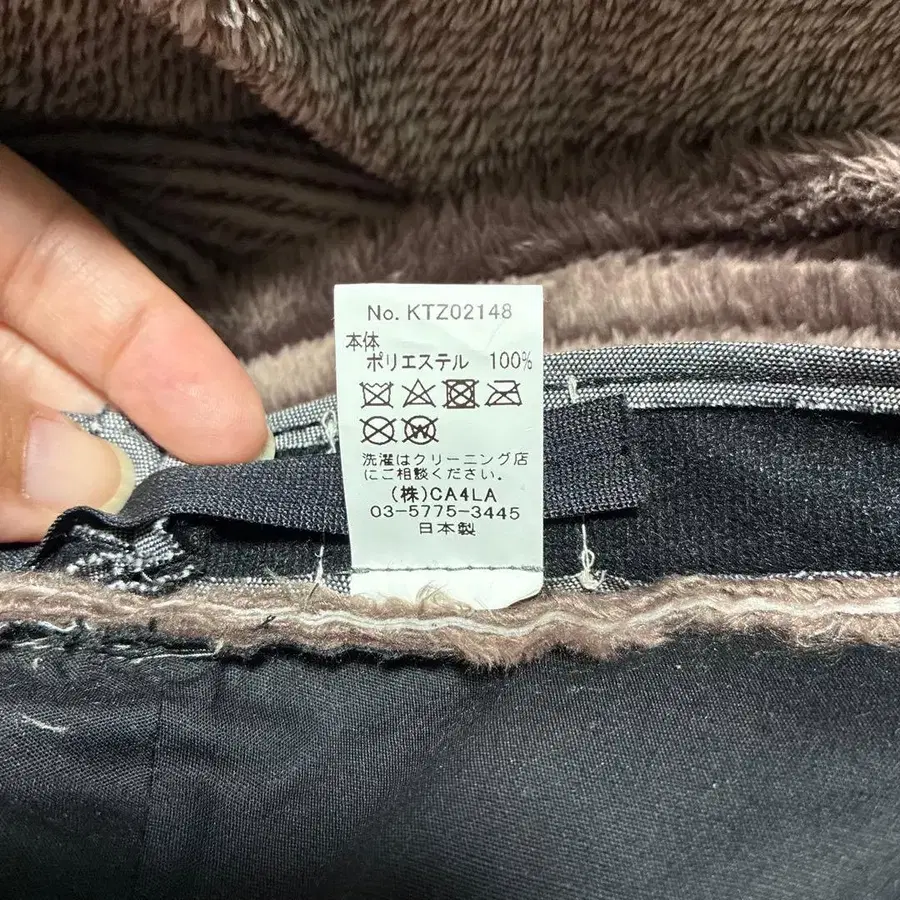 No. KTZ02148
本体
ポリエステル 100%
洗濯はクリーニング店
にご相談ください。
(株)CA4LA
03-5775-3445
日本製